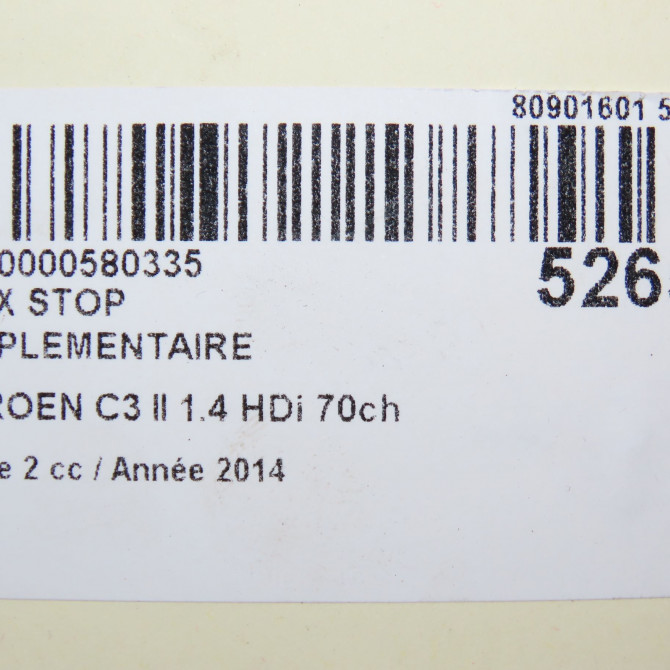 80901601 5
0000580335
526
X STOP
PLEMENTAIRE
ROEN C3 II 1.4 HDi 70ch
e 2 cc / Année 2014